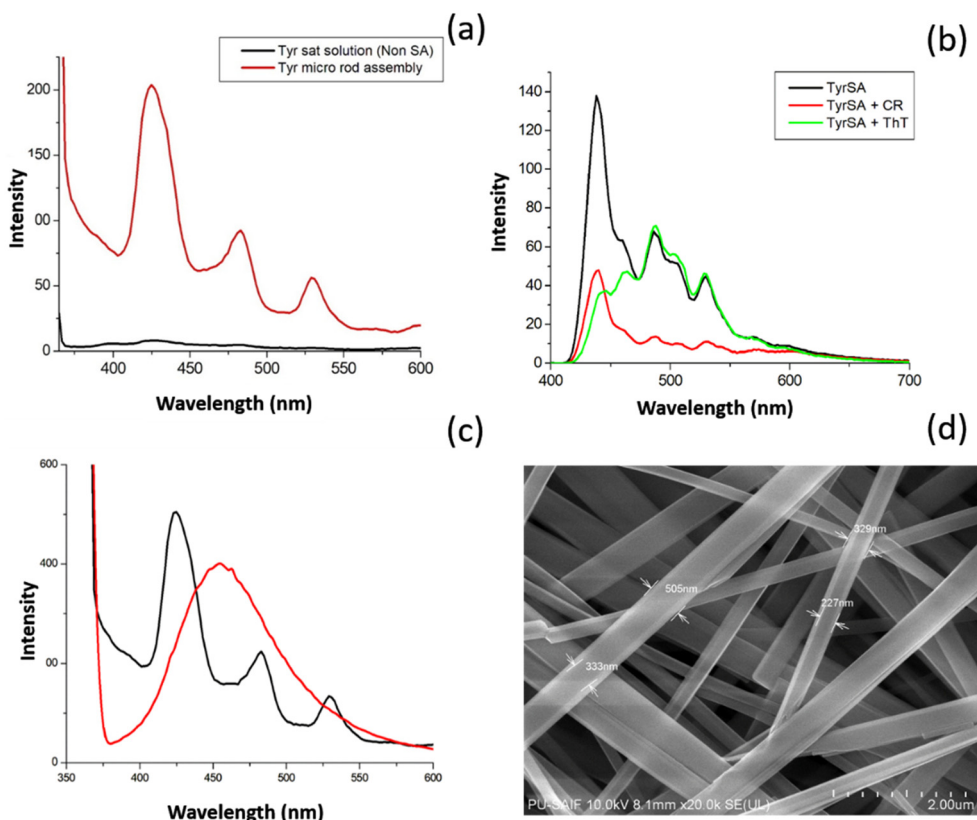 (a)
Tyr sat solution (Non SA)
Tyr micro rod assembly
200
150
00
50
0
400 450 500 550 600
Intensity
Wavelength (nm)
(b)
TyrSA
TyrSA + CR
TyrSA + ThT
140
120
100
80
60
40
20
0
400 500 600 700
Intensity
Wavelength (nm)
(c)
600
400
00
350 400 450 500 550 600
Intensity
Wavelength (nm)
(d)
329nm
505nm
227nm
333nm
PU-SAIF 10.0kV 8.1mm x20.0k SE(UL) 2.00um